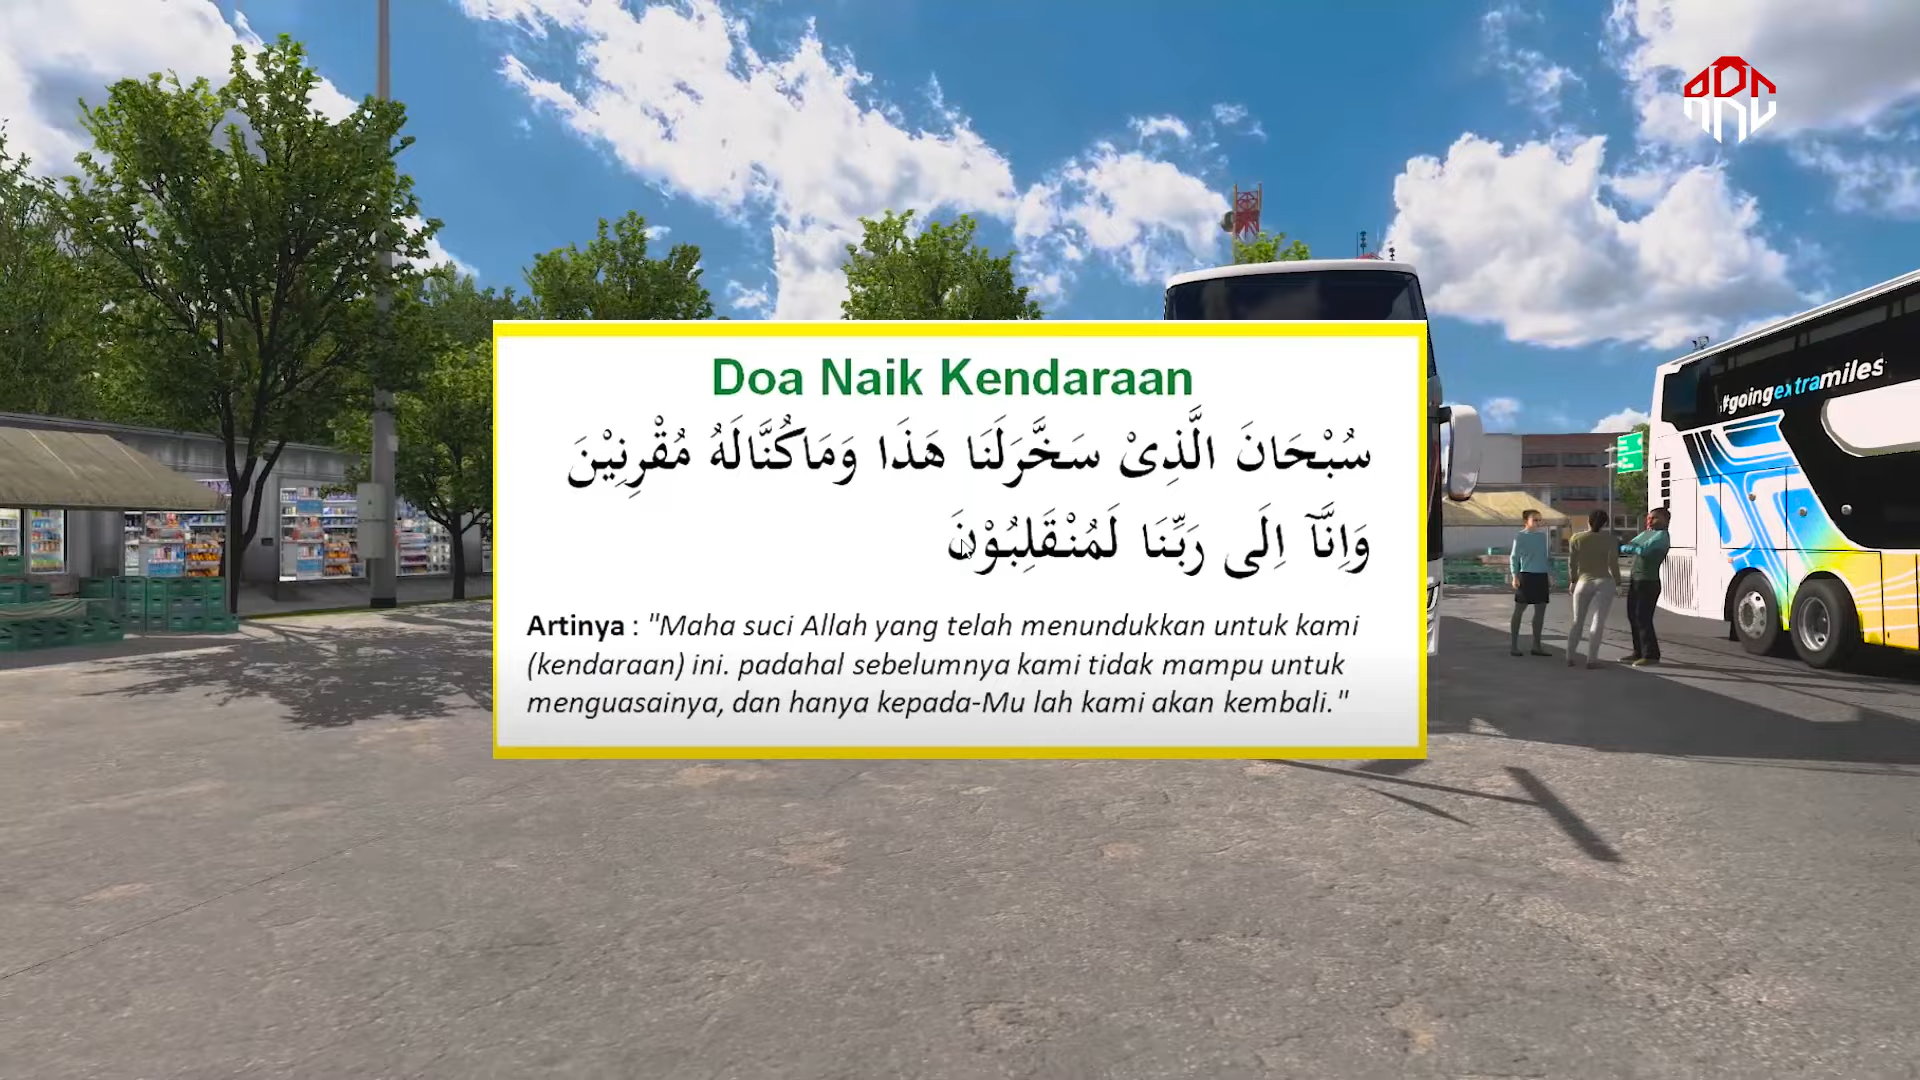 Doa Naik Kendaraan
سُبْحَانَ الَّذِىْ سَخَّرَلَنَا هَذَا وَمَاكُنَّالَهُ مُقْرِنِيْنَ
وَاِنَّآ اِلَى رَبِّنَا لَمُنْقَلِبُوْنَ
Artinya : "Maha suci Allah yang telah menundukkan untuk kami
(kendaraan) ini. padahal sebelumnya kami tidak mampu untuk
menguasainya, dan hanya kepada-Mu lah kami akan kembali."
#goingextramiles